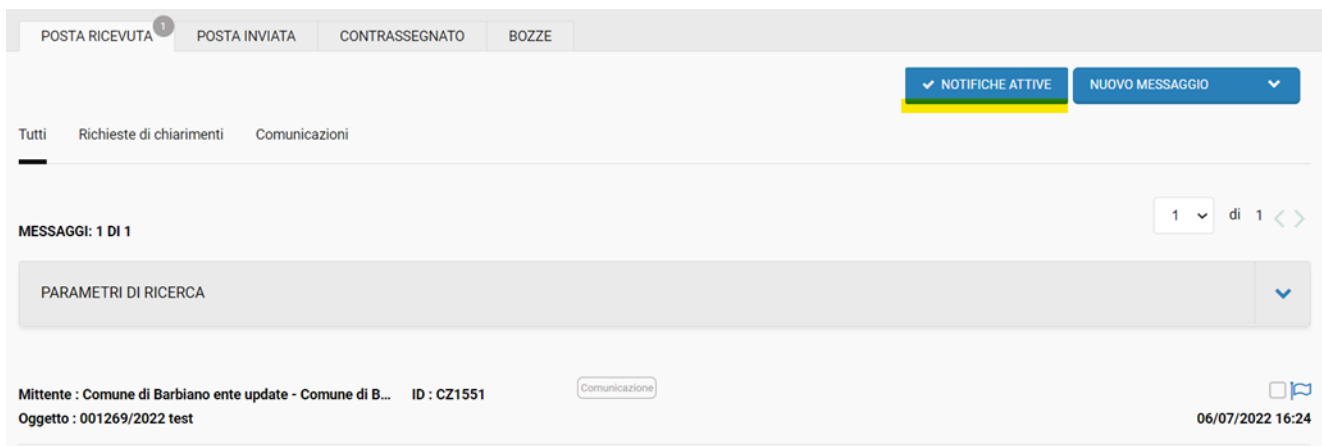 POSTA RICEVUTA 1 POSTA INVIATA CONTRASSEGNATO BOZZE
NOTIFICHE ATTIVE NUOVO MESSAGGIO
Tutti Richieste di chiarimenti Comunicazioni
1 di 1
MESSAGGI: 1 DI 1
PARAMETRI DI RICERCA
Mittente : Comune di Barbiano ente update - Comune di B... ID : CZ1551 Comunicazione
Oggetto : 001269/2022 test 06/07/2022 16:24